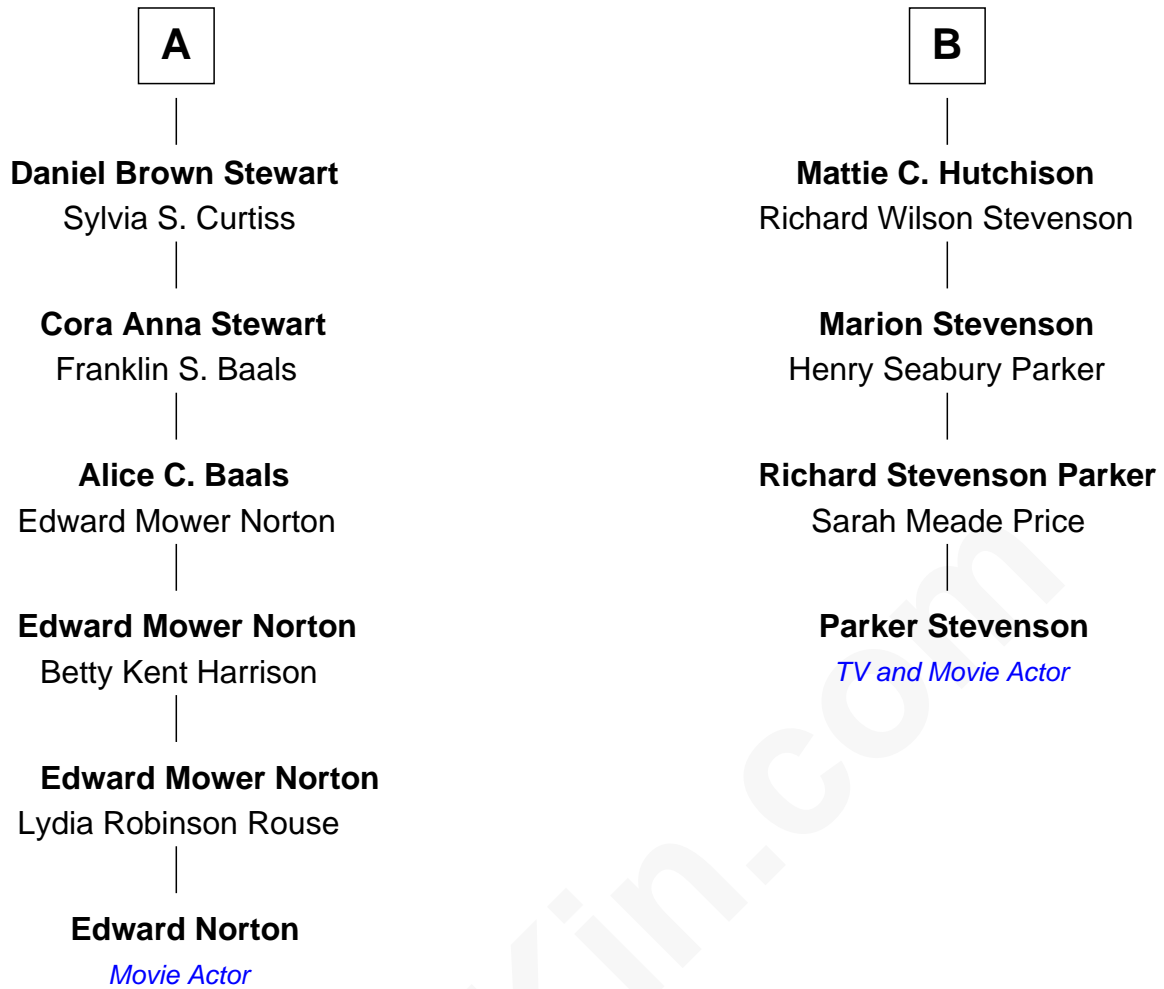 A
Daniel Brown Stewart
Sylvia S. Curtiss
Cora Anna Stewart
Franklin S. Baals
Alice C. Baals
Edward Mower Norton
Edward Mower Norton
Betty Kent Harrison
Edward Mower Norton
Lydia Robinson Rouse
Edward Norton
Movie Actor
B
Mattie C. Hutchison
Richard Wilson Stevenson
Marion Stevenson
Henry Seabury Parker
Richard Stevenson Parker
Sarah Meade Price
Parker Stevenson
TV and Movie Actor
Kin.com